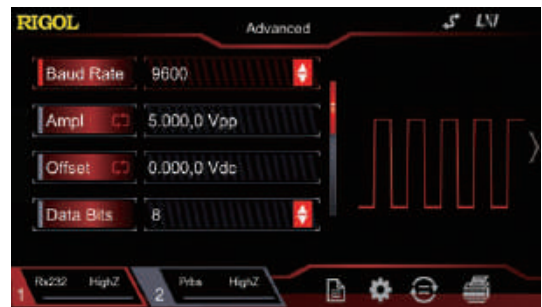 RIGOL
Advanced
LXI
Baud Rate 9600
Ampl 5.000,0 Vpp
Offset 0.000,0 Vdc
Data Bits 8
1 Rs232 HighZ
2 Prbs HighZ